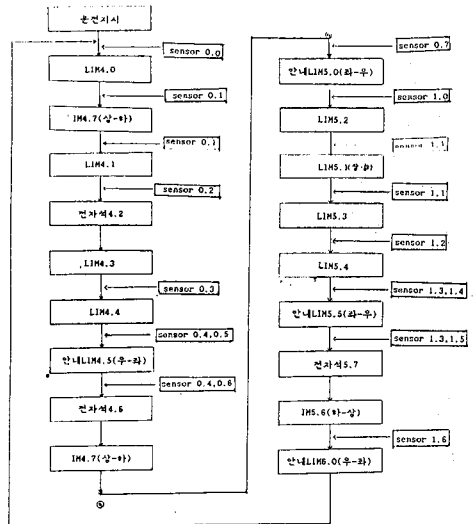 운전지시
sensor 0.0
LIM4.0
sensor 0.1
IM4.7(상-하)
sensor 0.1
LIM4.1
sensor 0.2
전자석4.2
LIM4.3
sensor 0.3
LIM4.4
sensor 0.4,0.5
안내LIM4.5(우-좌)
sensor 0.4,0.6
전자석4.6
IM4.7(상-하)
sensor 0.7
안내LIM5.0(좌-우)
sensor 1.0
LIM5.2
sensor 1.1
LIM5.1(상-하)
sensor 1.1
LIM5.3
sensor 1.2
LIM5.4
sensor 1.3,1.4
안내LIM5.5(좌-우)
sensor 1.3,1.5
전자석5.7
IM5.6(하-상)
sensor 1.6
안내LIM6.0(우-좌)